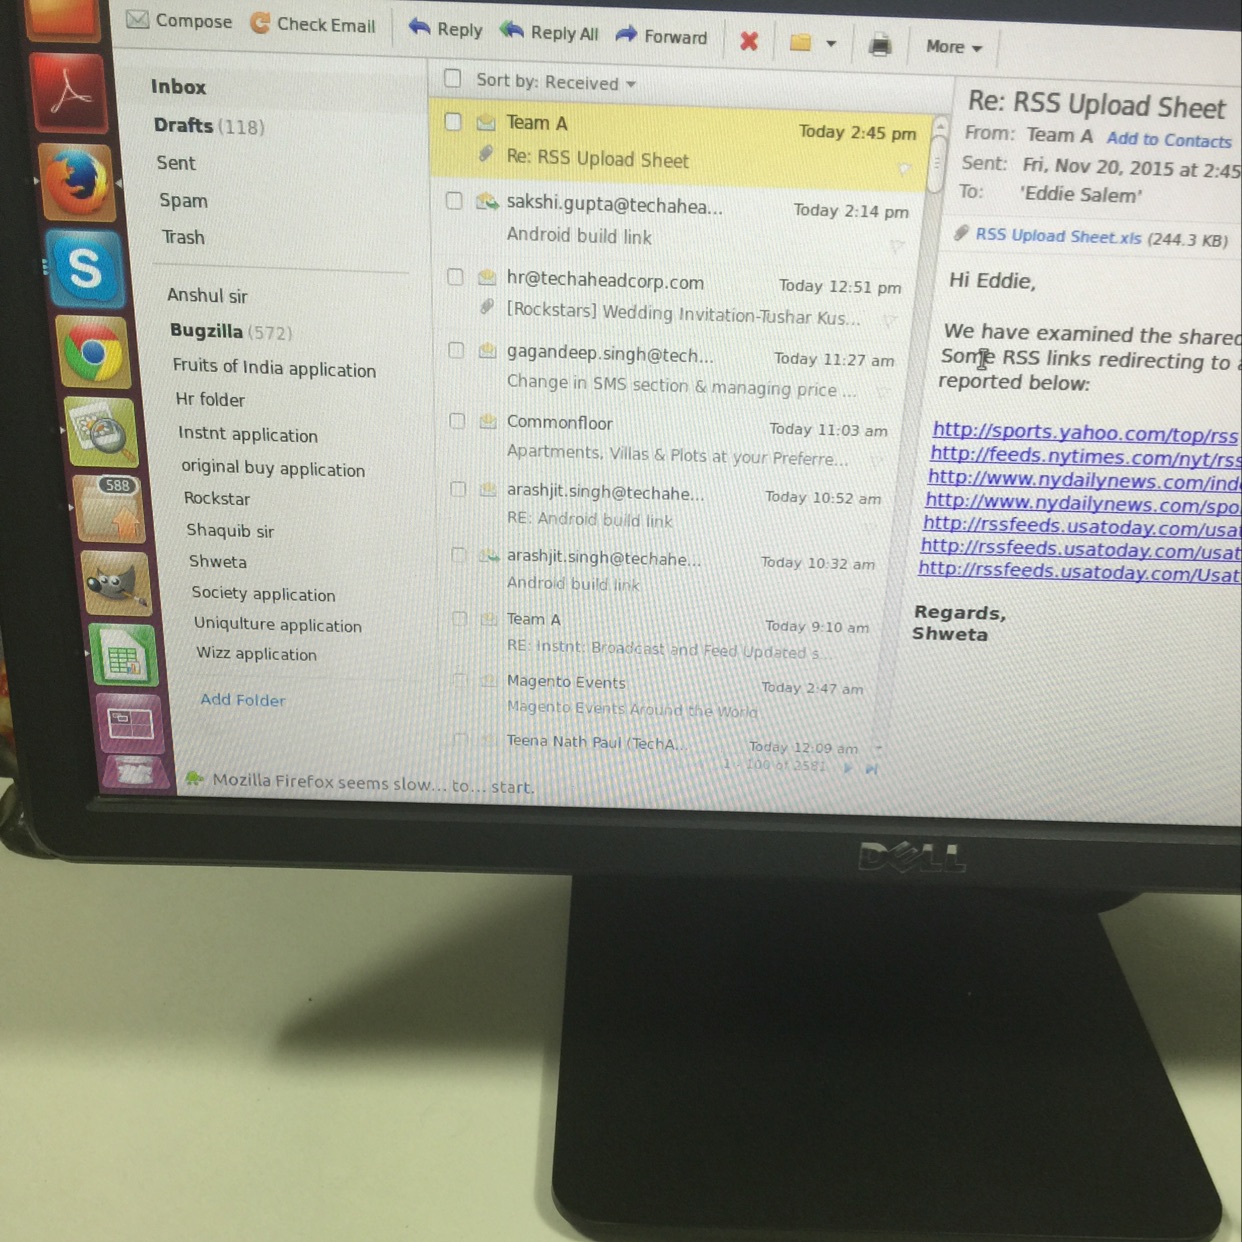 Compose Check Email Reply Reply All Forward More
Inbox
Drafts (118)
Sent
Spam
Trash
Anshul sir
Bugzilla (572)
Fruits of India application
Hr folder
Instnt application
original buy application
Rockstar
Shaquib sir
Shweta
Society application
Uniqulture application
Wizz application
Add Folder
588
Sort by: Received
Team A Today 2:45 pm
Re: RSS Upload Sheet
sakshi.gupta@techahea... Today 2:14 pm
Android build link
hr@techaheadcorp.com Today 12:51 pm
[Rockstars] Wedding Invitation-Tushar Kus...
gagandeep.singh@tech... Today 11:27 am
Change in SMS section & managing price ...
Commonfloor Today 11:03 am
Apartments, Villas & Plots at your Preferre...
arashjit.singh@techahe... Today 10:52 am
RE: Android build link
arashjit.singh@techahe... Today 10:32 am
Android build link
Team A Today 9:10 am
RE: Instnt: Broadcast and Feed Updated s...
Magento Events Today 2:47 am
Magento Events Around the World
Teena Nath Paul (TechA... Today 12:09 am
1 - 100 of 2581
Re: RSS Upload Sheet
From: Team A Add to Contacts
Sent: Fri, Nov 20, 2015 at 2:45
To: 'Eddie Salem'
RSS Upload Sheet.xls (244.3 KB)
Hi Eddie,
We have examined the shared
Some RSS links redirecting to
reported below:
http://sports.yahoo.com/top/rss
http://feeds.nytimes.com/nyt/rss
http://www.nydailynews.com/ind
http://www.nydailynews.com/spo
http://rssfeeds.usatoday.com/usat
http://rssfeeds.usatoday.com/usat
http://rssfeeds.usatoday.com/Usat
Regards,
Shweta
Mozilla Firefox seems slow... to... start.
DELL